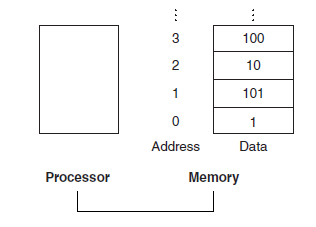 ⋮ ⋮
3 100
2 10
1 101
0 1
Address Data
Processor Memory